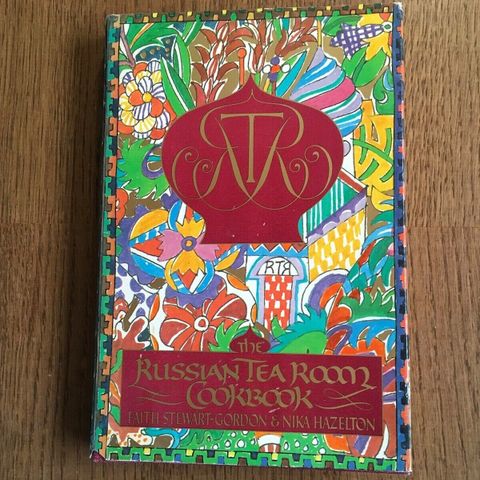 RTR
RTR
The
RUSSIAN TEA ROOM
COOKBOOK
FAITH STEWART-GORDON & NIKA HAZELTON